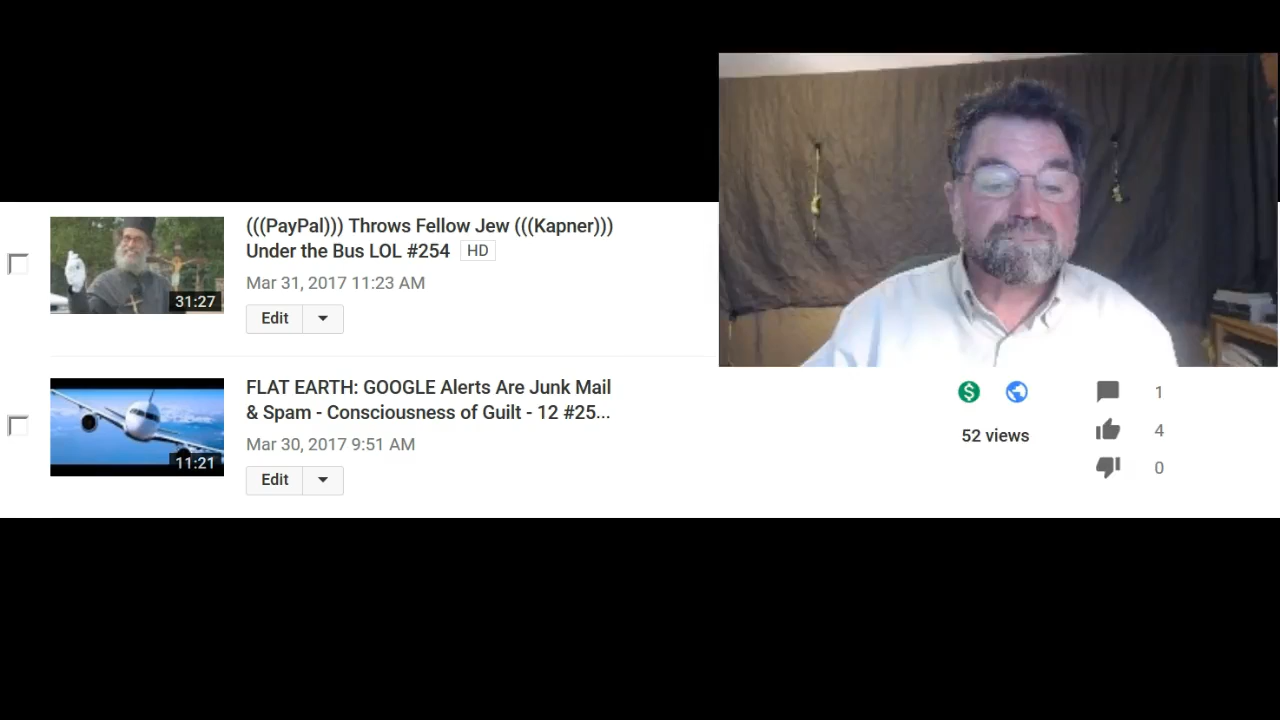 (((PayPal))) Throws Fellow Jew (((Kapner)))
Under the Bus LOL #254 HD
Mar 31, 2017 11:23 AM
31:27
Edit
FLAT EARTH: GOOGLE Alerts Are Junk Mail
& Spam - Consciousness of Guilt - 12 #25...
Mar 30, 2017 9:51 AM
11:21
Edit
$
52 views
1
4
0